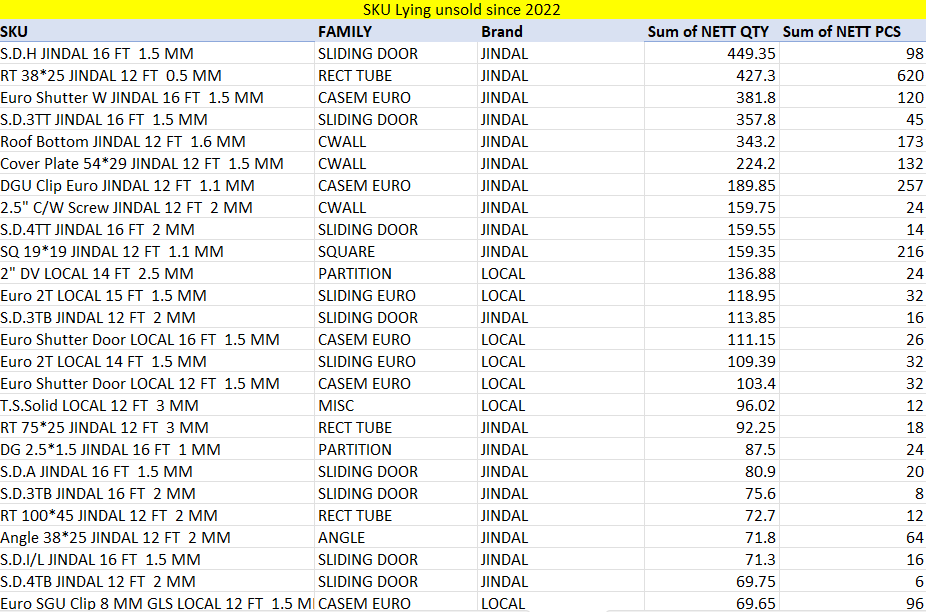 SKU Lying unsold since 2022
SKU FAMILY Brand Sum of NETT QTY Sum of NETT PCS
S.D.H JINDAL 16 FT 1.5 MM SLIDING DOOR JINDAL 449.35 98
RT 38*25 JINDAL 12 FT 0.5 MM RECT TUBE JINDAL 427.3 620
Euro Shutter W JINDAL 16 FT 1.5 MM CASEM EURO JINDAL 381.8 120
S.D.3TT JINDAL 16 FT 1.5 MM SLIDING DOOR JINDAL 357.8 45
Roof Bottom JINDAL 12 FT 1.6 MM CWALL JINDAL 343.2 173
Cover Plate 54*29 JINDAL 12 FT 1.5 MM CWALL JINDAL 224.2 132
DGU Clip Euro JINDAL 12 FT 1.1 MM CASEM EURO JINDAL 189.85 257
2.5" C/W Screw JINDAL 12 FT 2 MM CWALL JINDAL 159.75 24
S.D.4TT JINDAL 16 FT 2 MM SLIDING DOOR JINDAL 159.55 14
SQ 19*19 JINDAL 12 FT 1.1 MM SQUARE JINDAL 159.35 216
2" DV LOCAL 14 FT 2.5 MM PARTITION LOCAL 136.88 24
Euro 2T LOCAL 15 FT 1.5 MM SLIDING EURO LOCAL 118.95 32
S.D.3TB JINDAL 12 FT 2 MM SLIDING DOOR JINDAL 113.85 16
Euro Shutter Door LOCAL 16 FT 1.5 MM CASEM EURO LOCAL 111.15 26
Euro 2T LOCAL 14 FT 1.5 MM SLIDING EURO LOCAL 109.39 32
Euro Shutter Door LOCAL 12 FT 1.5 MM CASEM EURO LOCAL 103.4 32
T.S.Solid LOCAL 12 FT 3 MM MISC LOCAL 96.02 12
RT 75*25 JINDAL 12 FT 3 MM RECT TUBE JINDAL 92.25 18
DG 2.5*1.5 JINDAL 16 FT 1 MM PARTITION JINDAL 87.5 24
S.D.A JINDAL 16 FT 1.5 MM SLIDING DOOR JINDAL 80.9 20
S.D.3TB JINDAL 16 FT 2 MM SLIDING DOOR JINDAL 75.6 8
RT 100*45 JINDAL 12 FT 2 MM RECT TUBE JINDAL 72.7 12
Angle 38*25 JINDAL 12 FT 2 MM ANGLE JINDAL 71.8 64
S.D.I/L JINDAL 16 FT 1.5 MM SLIDING DOOR JINDAL 71.3 16
S.D.4TB JINDAL 12 FT 2 MM SLIDING DOOR JINDAL 69.75 6
Euro SGU Clip 8 MM GLS LOCAL 12 FT 1.5 M CASEM EURO LOCAL 69.65 96